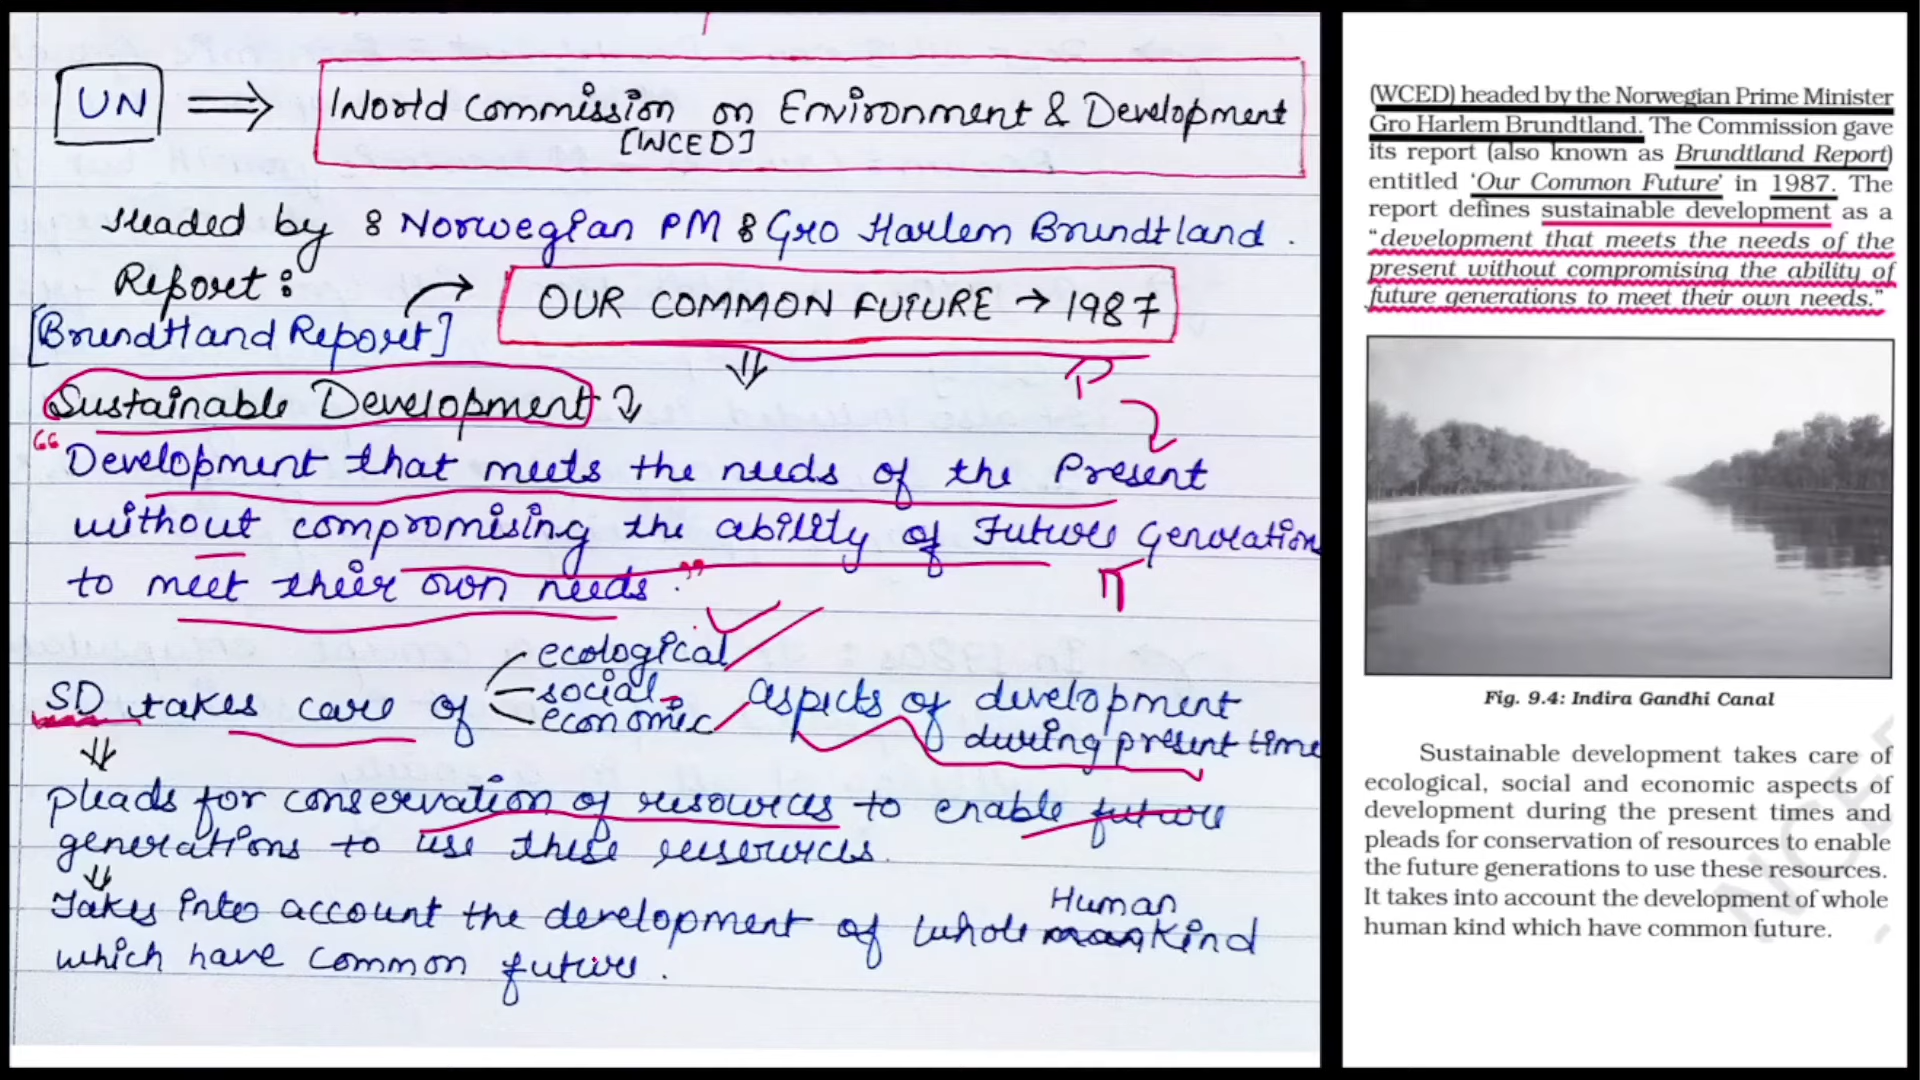 UN ⇒ World Commission on Environment & Development
[WCED]
Headed by : Norwegian PM : Gro Harlem Brundtland.
Report:
[Brundtland Report] → OUR COMMON FUTURE → 1987
Sustainable Development
P
"Development that meets the needs of the Present
without compromising the ability of Future Generation
to meet their own needs."
ecological
SD takes care of social aspects of development
economic during present time
pleads for conservation of resources to enable future
generations to use these resources.
Human
Takes into account the development of whole kind
which have common future.
(WCED) headed by the Norwegian Prime Minister
Gro Harlem Brundtland. The Commission gave
its report (also known as Brundtland Report)
entitled ‘Our Common Future’ in 1987. The
report defines sustainable development as a
“development that meets the needs of the
present without compromising the ability of
future generations to meet their own needs.”
Fig. 9.4: Indira Gandhi Canal
Sustainable development takes care of
ecological, social and economic aspects of
development during the present times and
pleads for conservation of resources to enable
the future generations to use these resources.
It takes into account the development of whole
human kind which have common future.